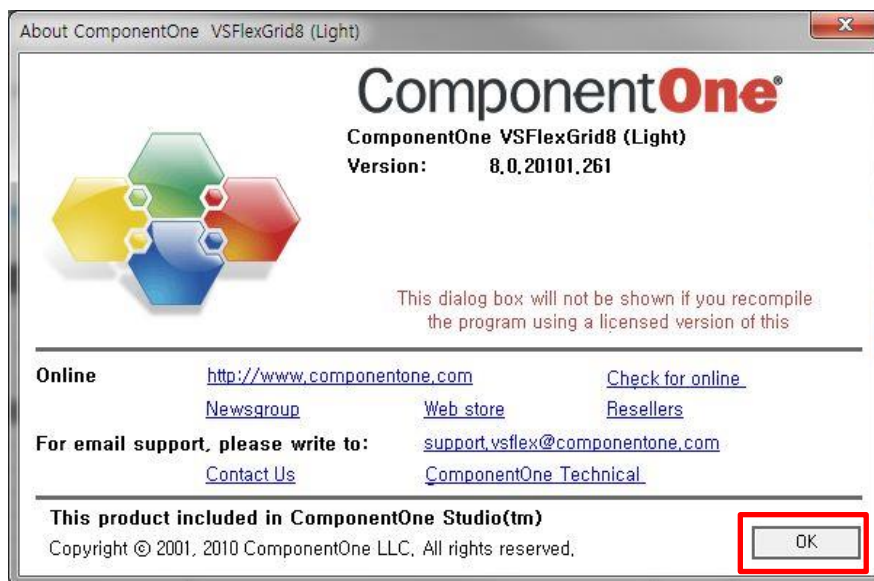 About ComponentOne  VSFlexGrid8 (Light)
x
ComponentOne®
ComponentOne VSFlexGrid8 (Light)
Version: 8.0.20101.261
This dialog box will not be shown if you recompile
the program using a licensed version of this
Online http://www.componentone.com Check for online
Newsgroup Web store Resellers
For email support, please write to: support.vsflex@componentone.com
Contact Us ComponentOne Technical
This product included in ComponentOne Studio(tm)
Copyright © 2001, 2010 ComponentOne LLC. All rights reserved.
OK